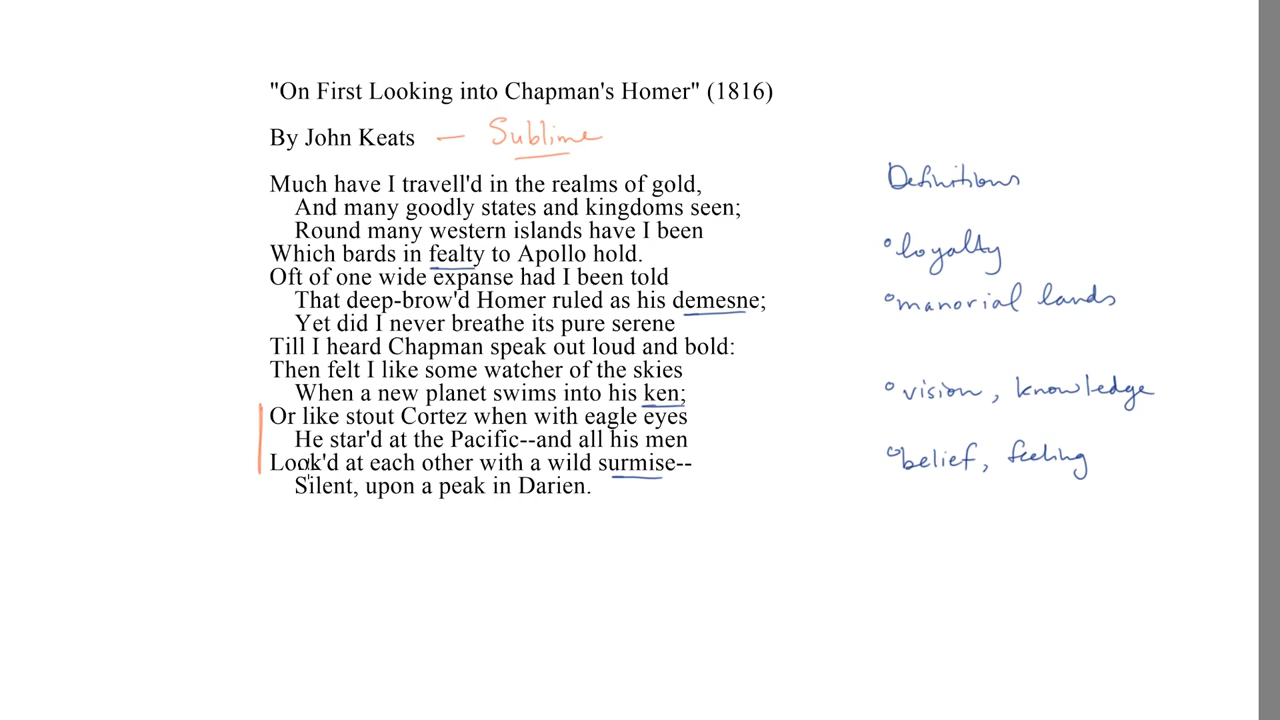 "On First Looking into Chapman's Homer" (1816)
By John Keats — Sublime
Much have I travell'd in the realms of gold,
Definitions
And many goodly states and kingdoms seen;
Round many western islands have I been
Which bards in fealty to Apollo hold.
°loyalty
Oft of one wide expanse had I been told
That deep-brow'd Homer ruled as his demesne;
°manorial lands
Yet did I never breathe its pure serene
Till I heard Chapman speak out loud and bold:
Then felt I like some watcher of the skies
When a new planet swims into his ken;
°vision, knowledge
Or like stout Cortez when with eagle eyes
He star'd at the Pacific--and all his men
Look'd at each other with a wild surmise--
°belief, feeling
Silent, upon a peak in Darien.